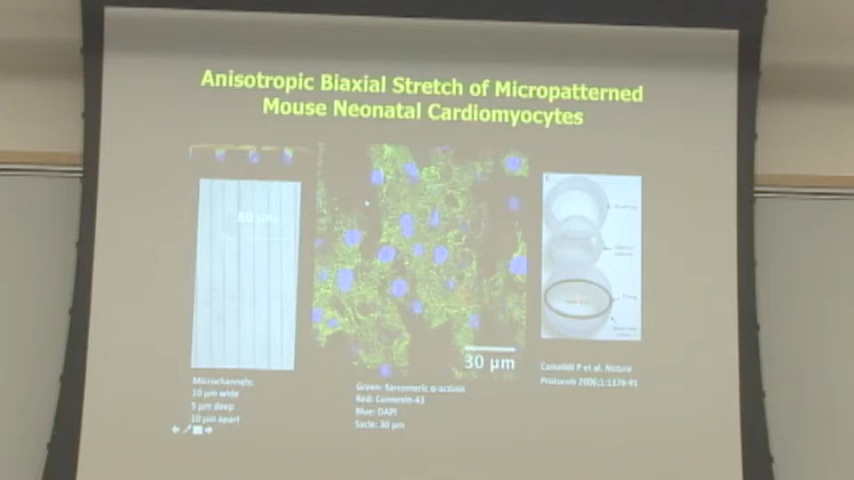 Anisotropic Biaxial Stretch of Micropatterned
Mouse Neonatal Cardiomyocytes
60 μm
30 μm
Microchannels:
10 μm wide
5 μm deep
10 μm apart
Green: Sarcomeric α-actinin
Red: Connexin-43
Blue: DAPI
Sacle: 30 μm
Camelliti P et al. Nature
Protocols 2006;1:1379-91